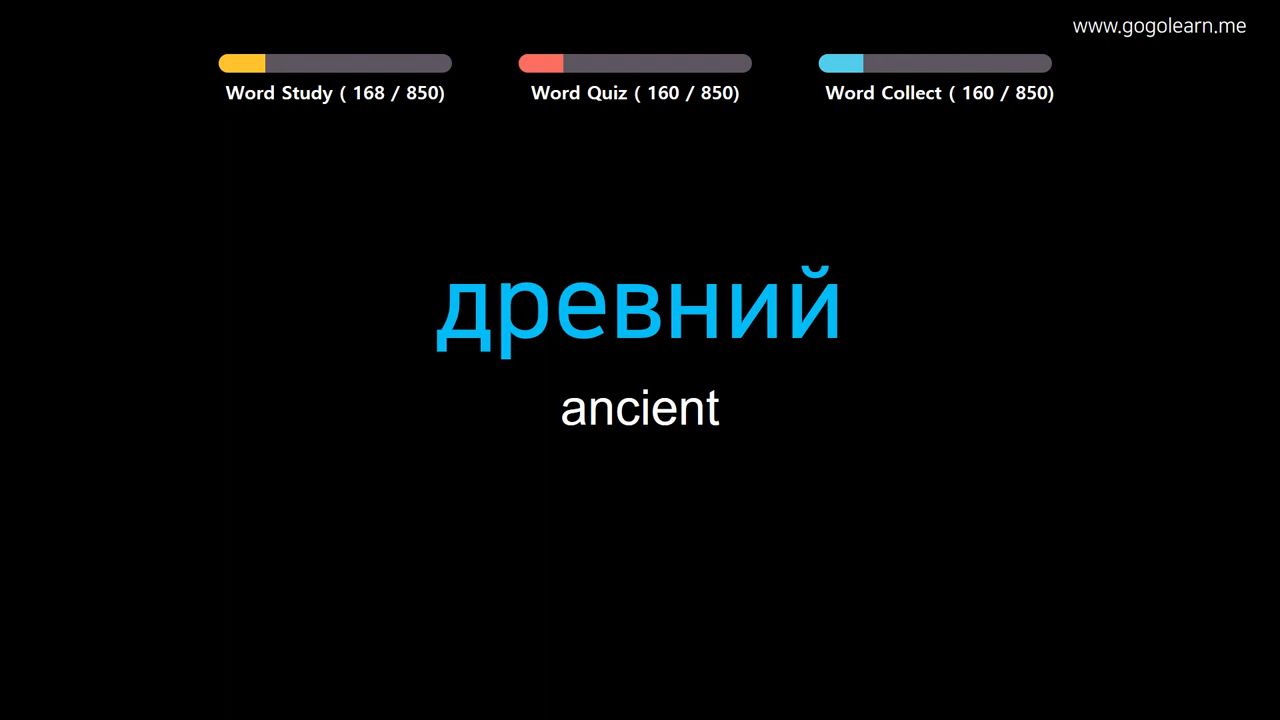 www.gogolearn.me
Word Study ( 168 / 850)
Word Quiz ( 160 / 850)
Word Collect ( 160 / 850)
древний
ancient